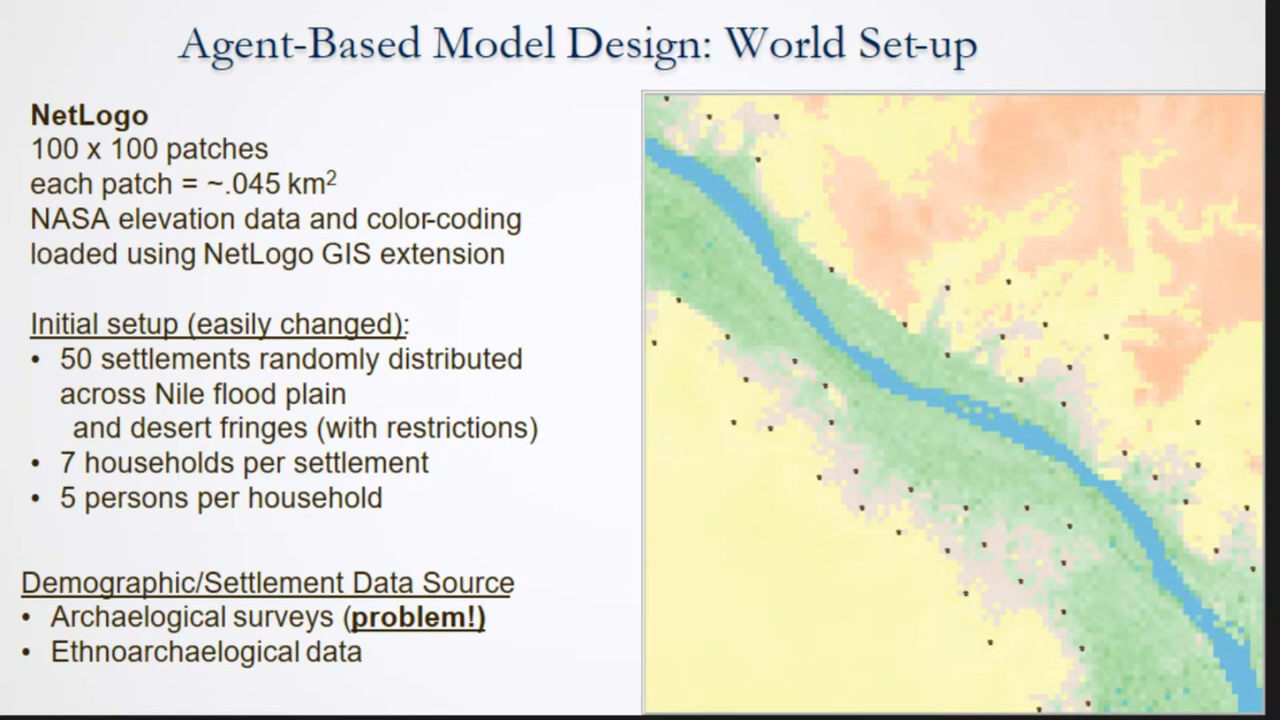 Agent-Based Model Design: World Set-up
NetLogo
100 x 100 patches
each patch = ~.045 km²
NASA elevation data and color-coding
loaded using NetLogo GIS extension
Initial setup (easily changed):
• 50 settlements randomly distributed
across Nile flood plain
and desert fringes (with restrictions)
• 7 households per settlement
• 5 persons per household
Demographic/Settlement Data Source
• Archaelogical surveys (problem!)
• Ethnoarchaelogical data